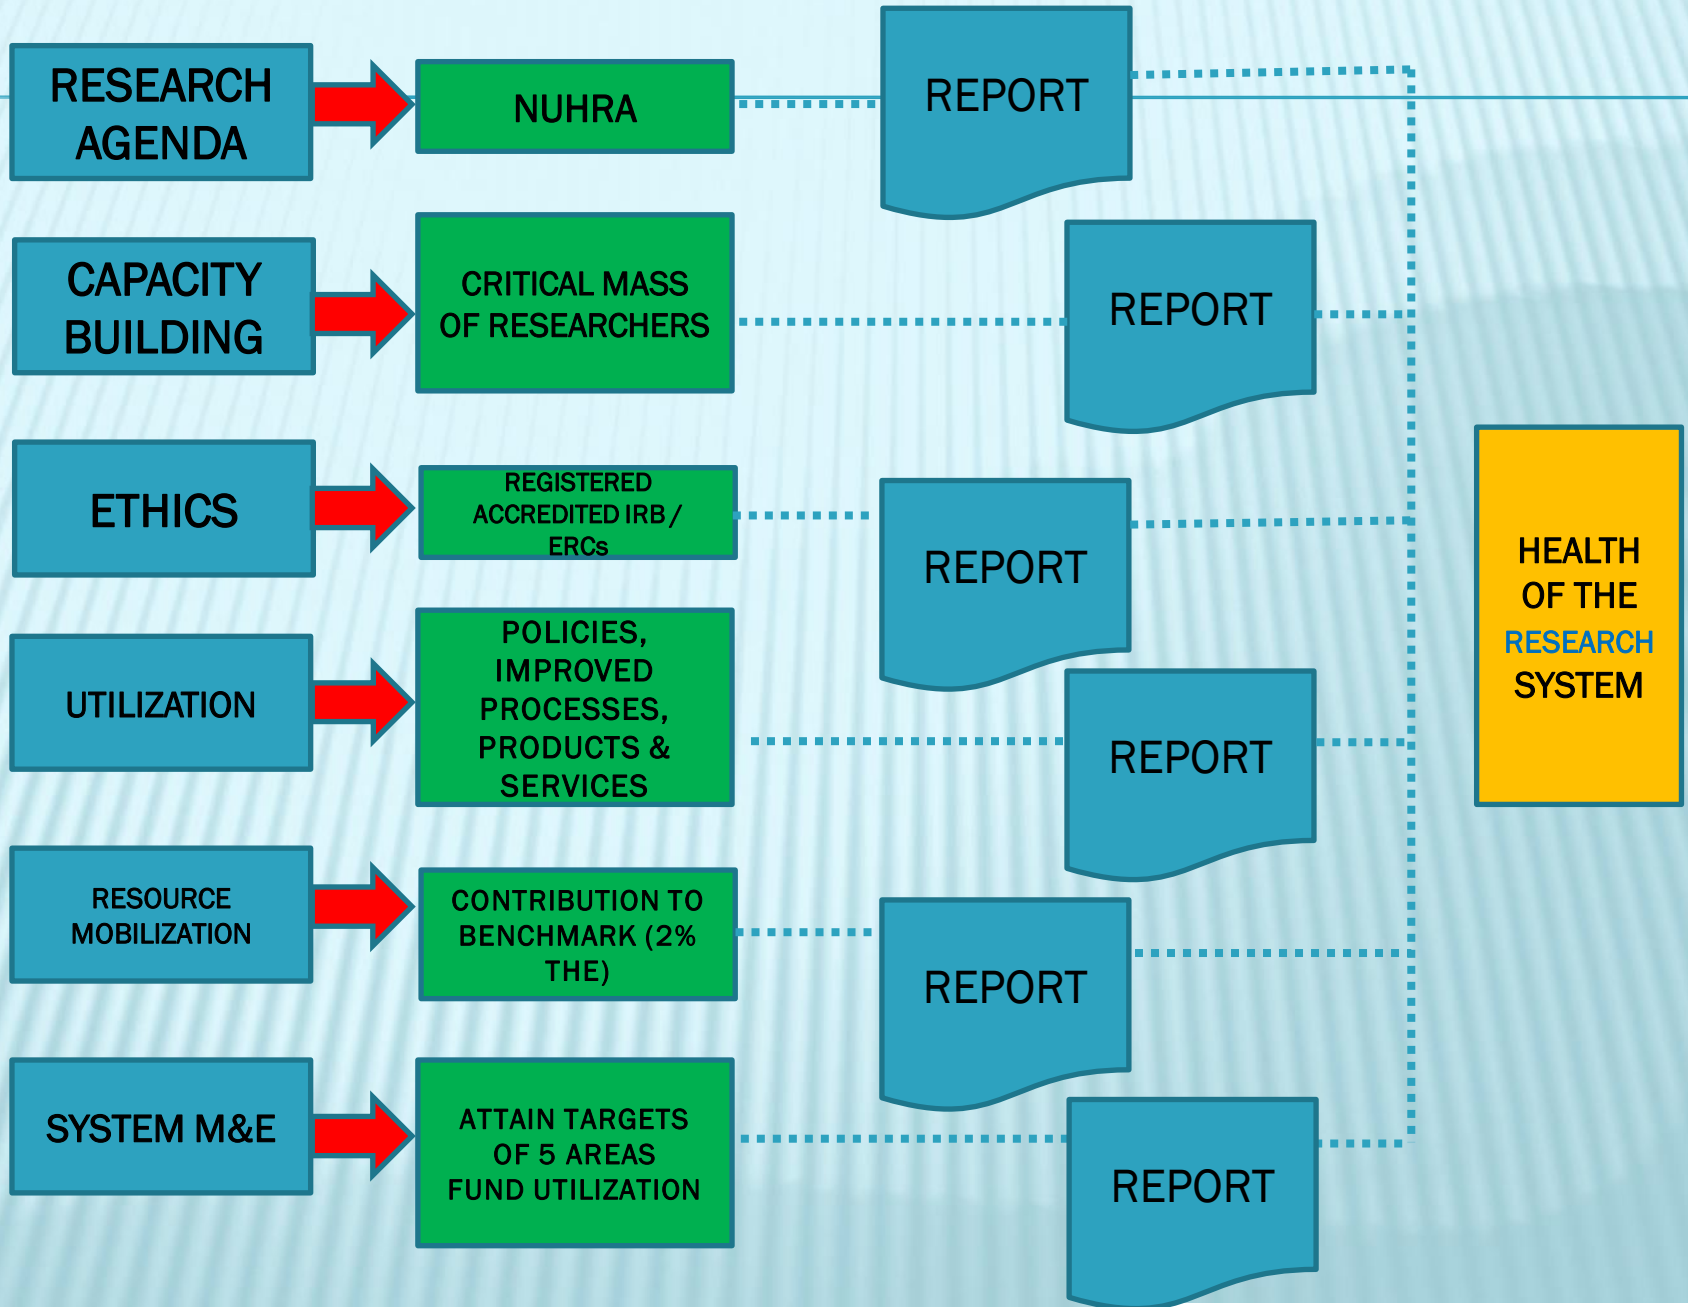 RESEARCH
AGENDA
NUHRA
REPORT
CAPACITY
BUILDING
CRITICAL MASS
OF RESEARCHERS
REPORT
ETHICS
REGISTERED
ACCREDITED IRB /
ERCs
REPORT
UTILIZATION
POLICIES,
IMPROVED
PROCESSES,
PRODUCTS &
SERVICES
REPORT
RESOURCE
MOBILIZATION
CONTRIBUTION TO
BENCHMARK (2%
THE)
REPORT
SYSTEM M&E
ATTAIN TARGETS
OF 5 AREAS
FUND UTILIZATION
REPORT
HEALTH
OF THE
RESEARCH
SYSTEM